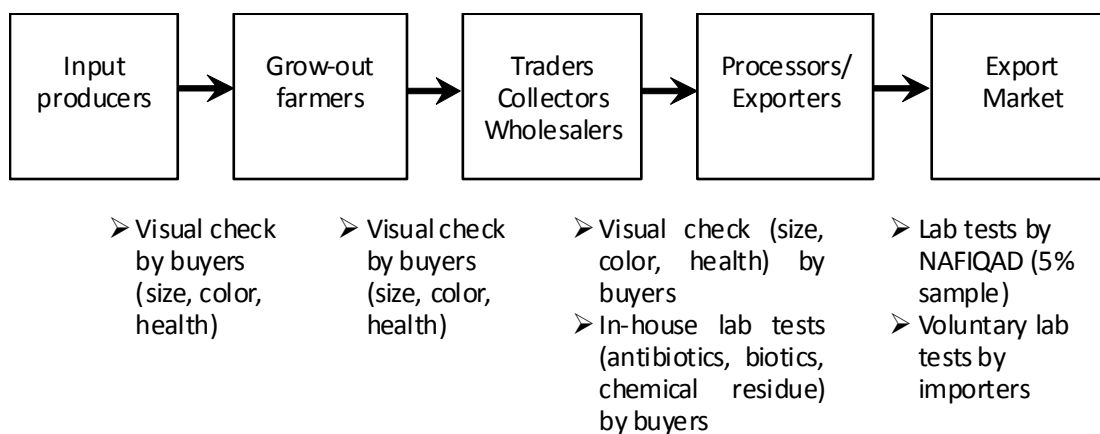 Input
producers
Grow-out
farmers
Traders
Collectors
Wholesalers
Processors/
Exporters
Export
Market
➢ Visual check
by buyers
(size, color,
health)
➢ Visual check
by buyers
(size, color,
health)
➢ Visual check (size,
color, health) by
buyers
➢ In-house lab tests
(antibiotics, biotics,
chemical residue)
by buyers
➢ Lab tests by
NAFIQAD (5%
sample)
➢ Voluntary lab
tests by
importers